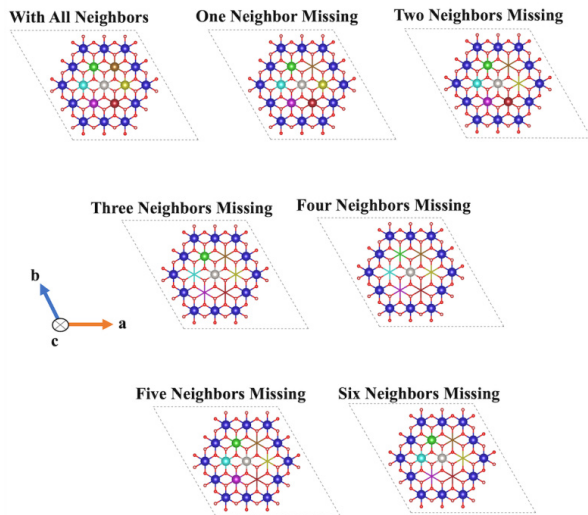 With All Neighbors
One Neighbor Missing
Two Neighbors Missing
Three Neighbors Missing
Four Neighbors Missing
b
a
c
Five Neighbors Missing
Six Neighbors Missing